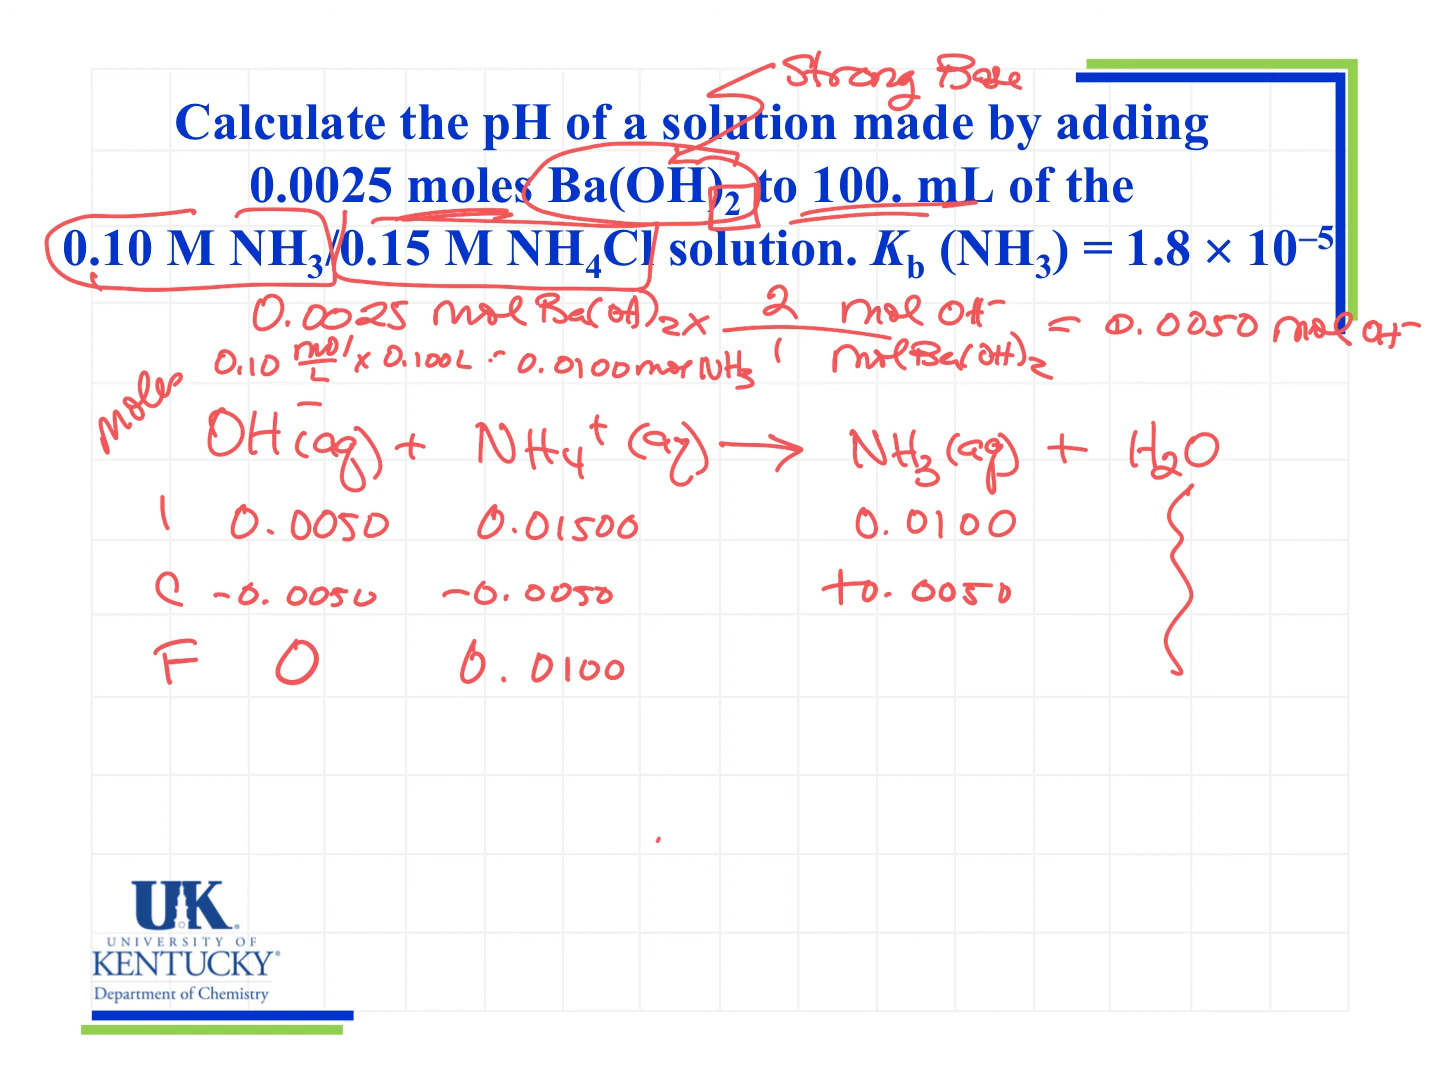 Strong Base
Calculate the pH of a solution made by adding
0.0025 moles Ba(OH)₂ to 100. mL of the
0.10 M NH₃/0.15 M NH₄Cl solution. K_b (NH₃) = 1.8 × 10⁻⁵
0.0025 mol Ba(OH)₂ x 2 mol OH⁻ / 1 mol Ba(OH)₂ = 0.0050 mol OH⁻
0.10 mol/L x 0.100L = 0.0100 mol NH₃
moles
OH⁻(aq) + NH₄⁺(aq) → NH₃(aq) + H₂O
I 0.0050 0.01500 0.0100
C -0.0050 -0.0050 +0.0050
F 0 0.0100
UK
UNIVERSITY OF
KENTUCKY
Department of Chemistry